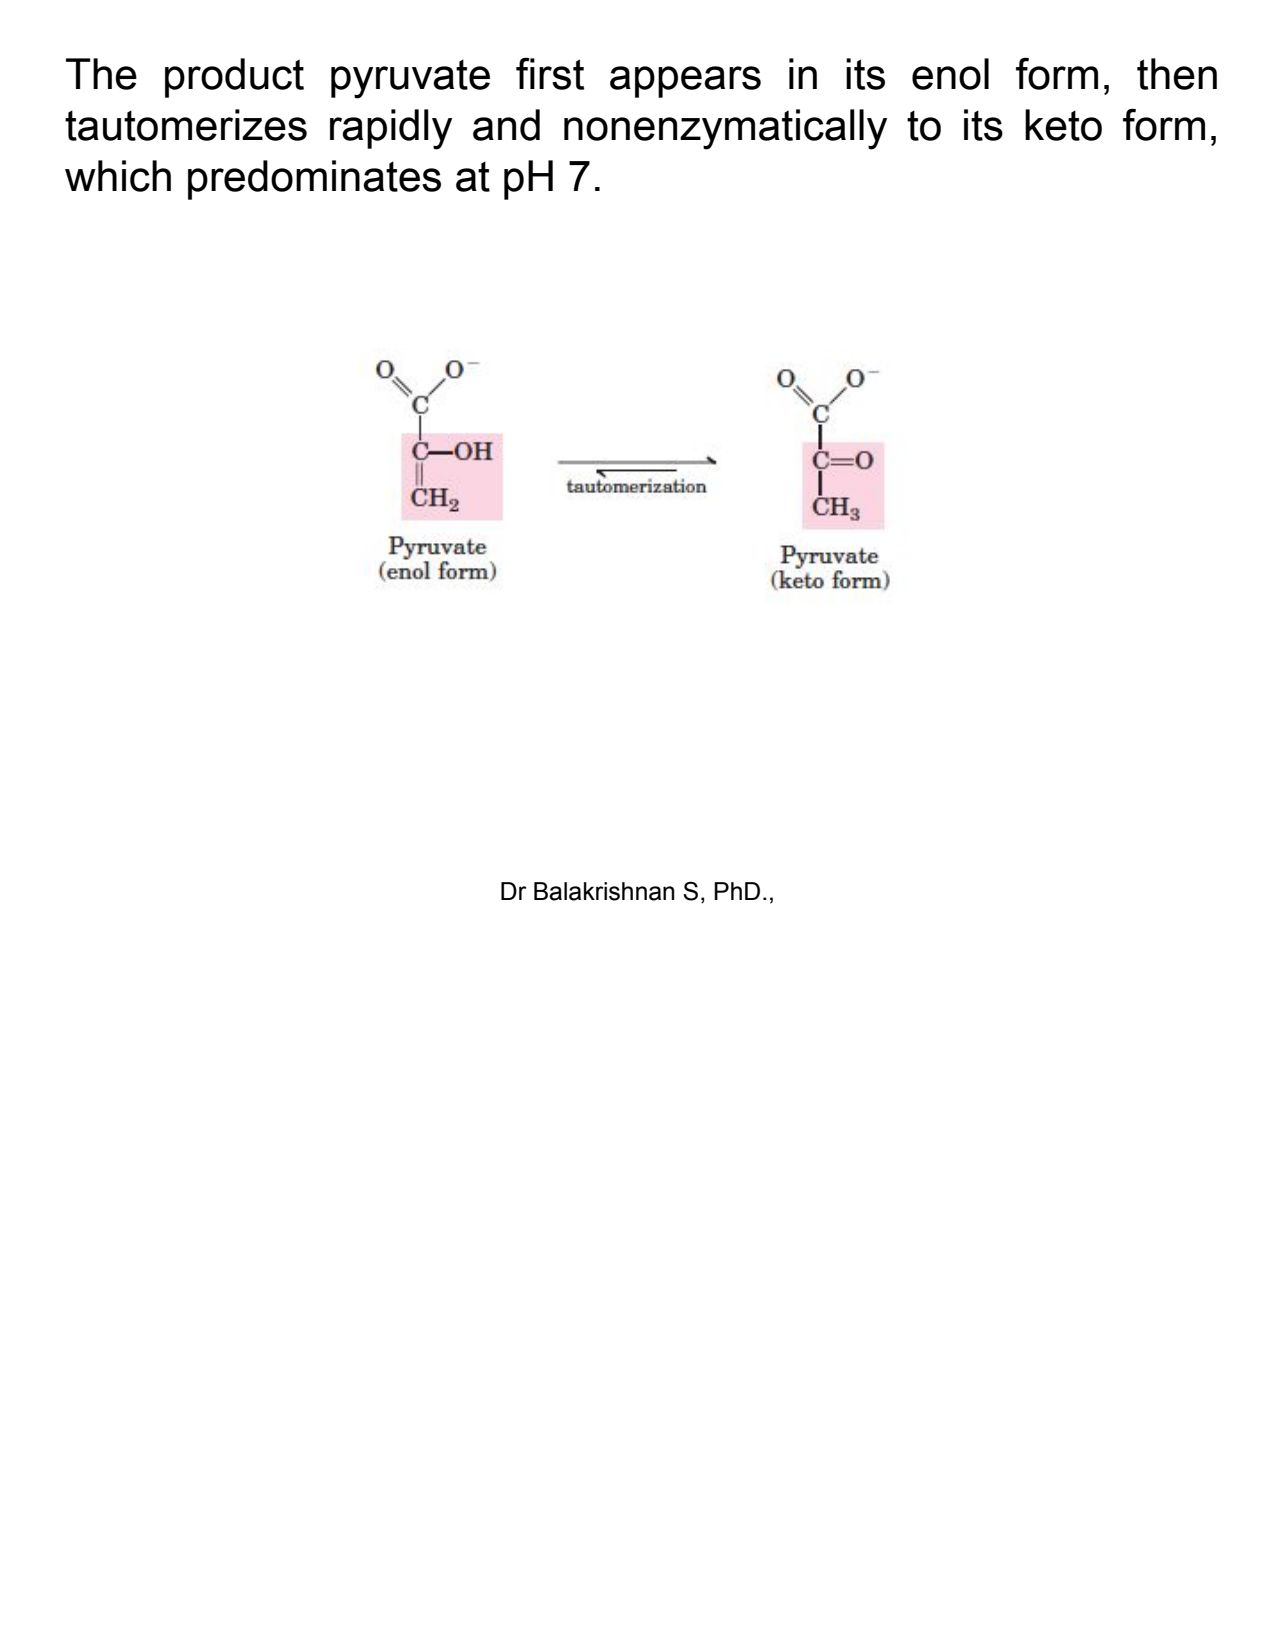 The product pyruvate first appears in its enol form, then
tautomerizes rapidly and nonenzymatically to its keto form,
which predominates at pH 7.
O O⁻
C
C—OH
CH₂
Pyruvate
(enol form)
tautomerization
O O⁻
C
C=O
CH₃
Pyruvate
(keto form)
Dr Balakrishnan S, PhD.,